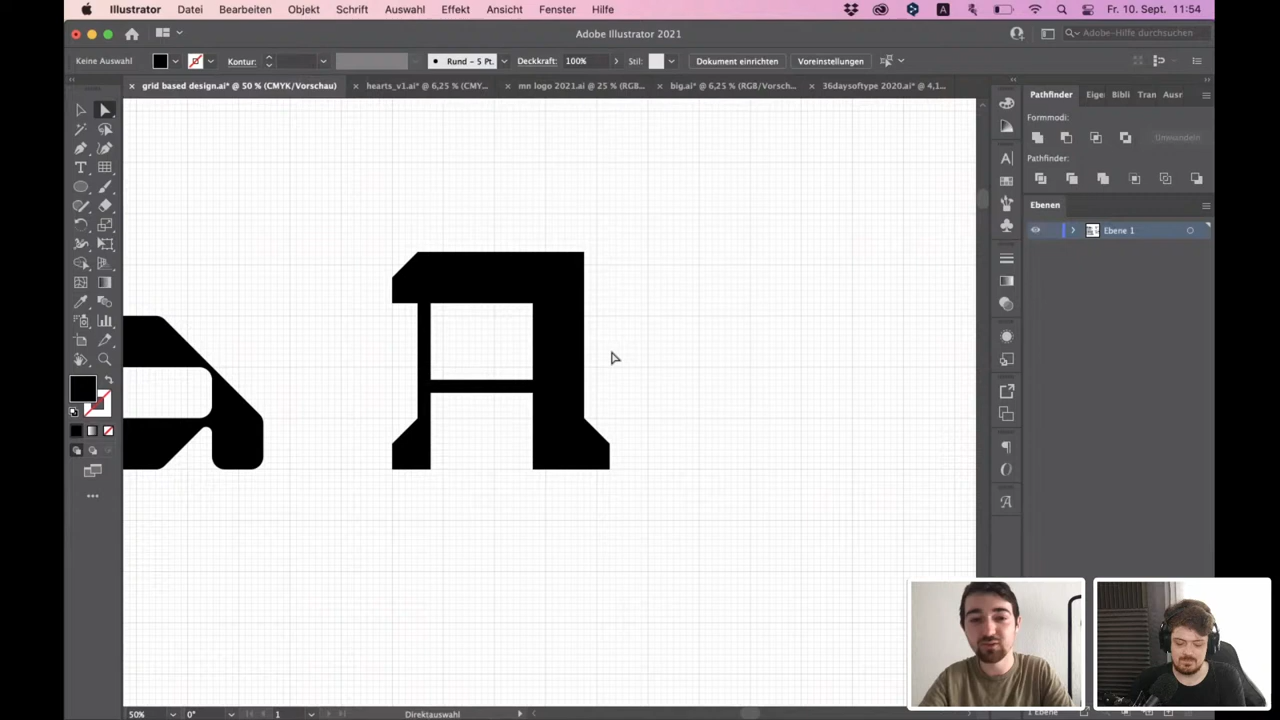 Illustrator Datei Bearbeiten Objekt Schrift Auswahl Effekt Ansicht Fenster Hilfe A Fr. 10. Sept. 11:54
Adobe Illustrator 2021 Adobe-Hilfe durchsuchen
Keine Auswahl Kontur: Rund - 5 Pt. Deckkraft: 100% Stil: Dokument einrichten Voreinstellungen
grid based design.ai* @ 50 % (CMYK/Vorschau) hearts_v1.ai* @ 6,25 % (CMY... mn logo 2021.ai @ 25 % (RGB... big.ai* @ 6,25 % (RGB/Vorsch... 36daysoftype 2020.ai* @ 4,1... Pathfinder Eige Bibli Tran Ausr
Formmodi:
Umwandeln
Pathfinder:
Ebenen
Ebene 1
A
50% 0° 1 Direktauswahl 1 Ebene